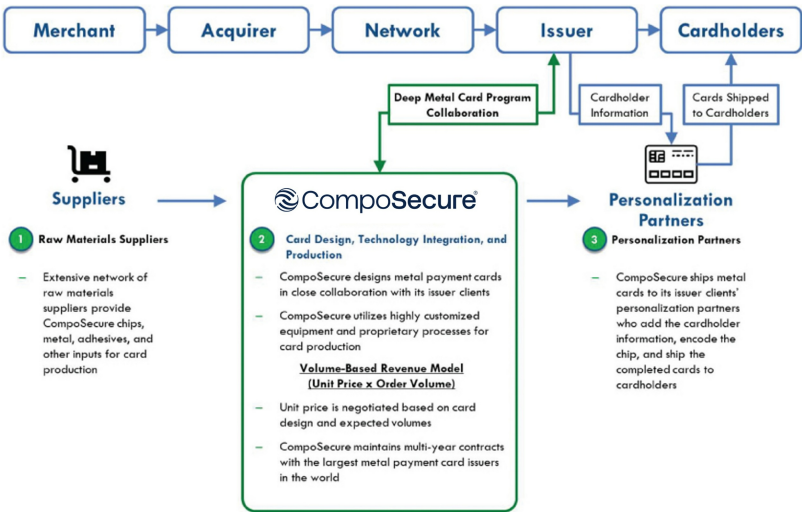 Merchant
Acquirer
Network
Issuer
Cardholders
Deep Metal Card Program
Collaboration
Cardholder
Information
Cards Shipped
to Cardholders
Suppliers
CompoSecure®
Personalization
Partners
1 Raw Materials Suppliers
– Extensive network of
raw materials
suppliers provide
CompoSecure chips,
metal, adhesives, and
other inputs for card
production
2 Card Design, Technology Integration, and
Production
– CompoSecure designs metal payment cards
in close collaboration with its issuer clients
– CompoSecure utilizes highly customized
equipment and proprietary processes for
card production
Volume-Based Revenue Model
(Unit Price x Order Volume)
– Unit price is negotiated based on card
design and expected volumes
– CompoSecure maintains multi-year contracts
with the largest metal payment card issuers
in the world
3 Personalization Partners
– CompoSecure ships metal
cards to its issuer clients'
personalization partners
who add the cardholder
information, encode the
chip, and ship the
completed cards to
cardholders